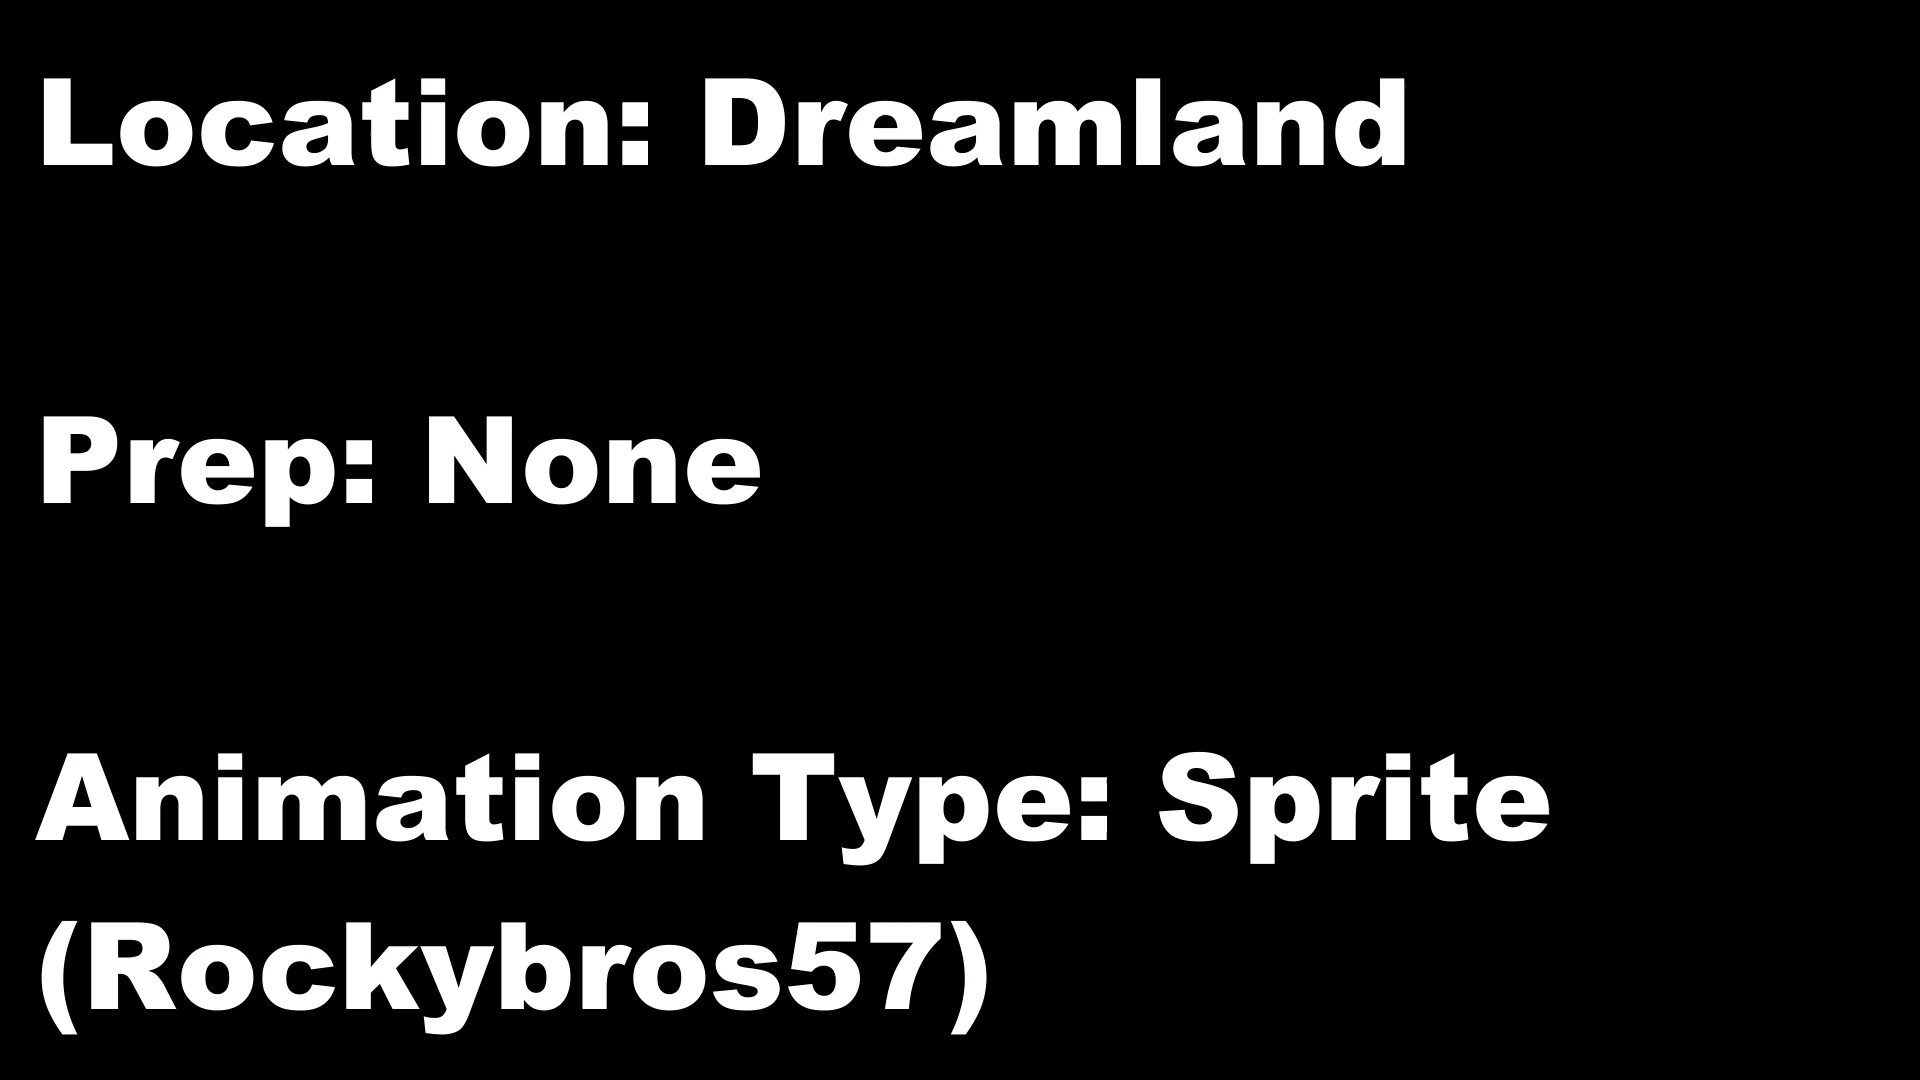 Location: Dreamland
Prep: None
Animation Type: Sprite
(Rockybros57)